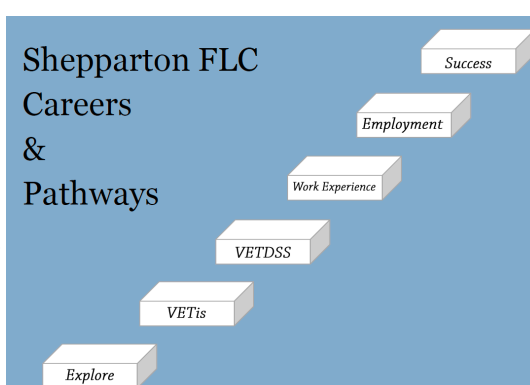 Shepparton FLC
Careers
&
Pathways
Success
Employment
Work Experience
VETDSS
VETis
Explore